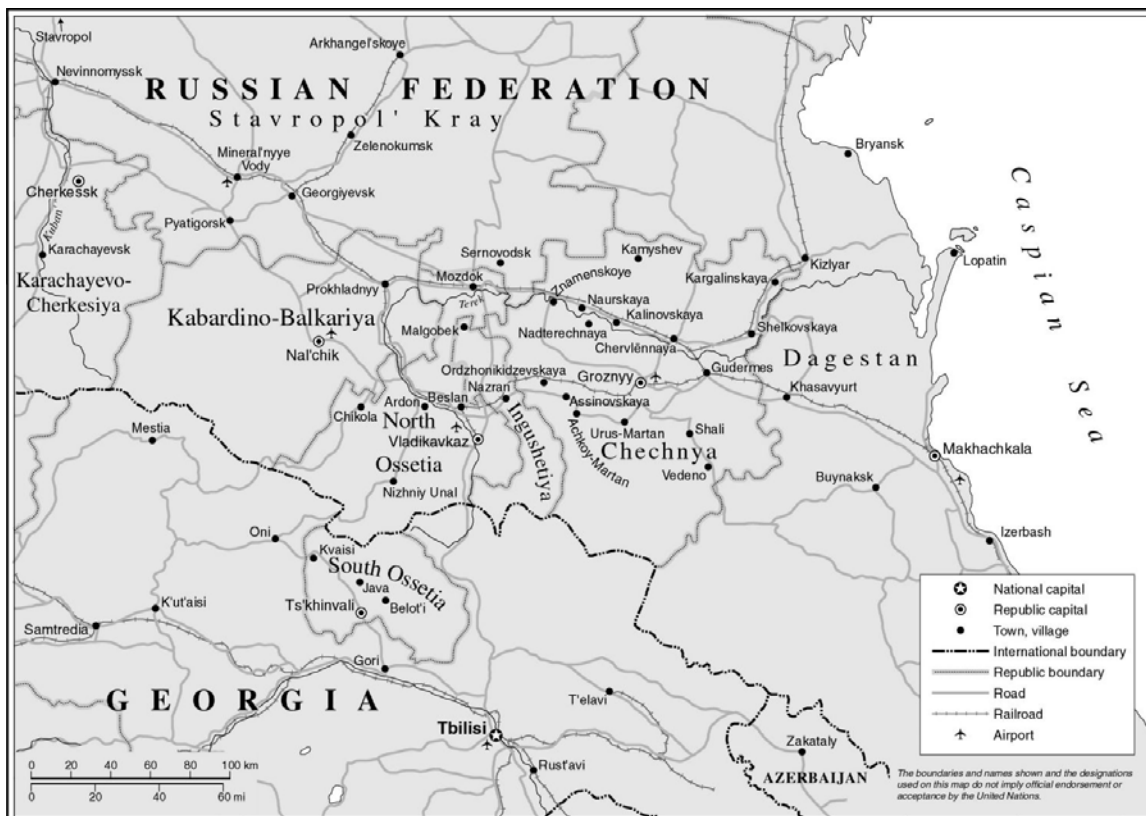 Stavropol
Arkhangel'skoye
Nevinnomyssk
RUSSIAN FEDERATION
Stavropol' Kray
Zelenokumsk
Bryansk
Mineral'nyye
Vody
Cherkessk
Georgiyevsk
Pyatigorsk
Kuban
Caspian Sea
Karachayevsk
Sernovodsk
Kamyshev
Kizlyar
Lopatin
Karachayevo-
Cherkesiya
Mozdok
Znamenskoye
Kargalinskaya
Prokhladnyy
Terek
Naurskaya
Kabardino-Balkariya
Malgobek
Kalinovskaya
Nadterechnaya
Shelkovskaya
Nal'chik
Chervlënnaya
Dagestan
Ordzhonikidzevskaya
Groznyy
Gudermes
Nazran
Khasavyurt
Chikola
Ardon
Beslan
Assinovskaya
North
Ossetia
Ingushetiya
Achkoy-Martan
Urus-Martan
Shali
Mestia
Vladikavkaz
Chechnya
Makhachkala
Vedeno
Buynaksk
Nizhniy Unal
Oni
Izerbash
Kvaisi
South Ossetia
Java
K'ut'aisi
Ts'khinvali
Belot'i
Samtredia
Gori
GEORGIA
T'elavi
Tbilisi
Zakataly
Rust'avi
AZERBAIJAN
0 20 40 60 80 100 km
0 20 40 60 mi
National capital
Republic capital
Town, village
International boundary
Republic boundary
Road
Railroad
Airport
The boundaries and names shown and the designations
used on this map do not imply official endorsement or
acceptance by the United Nations.